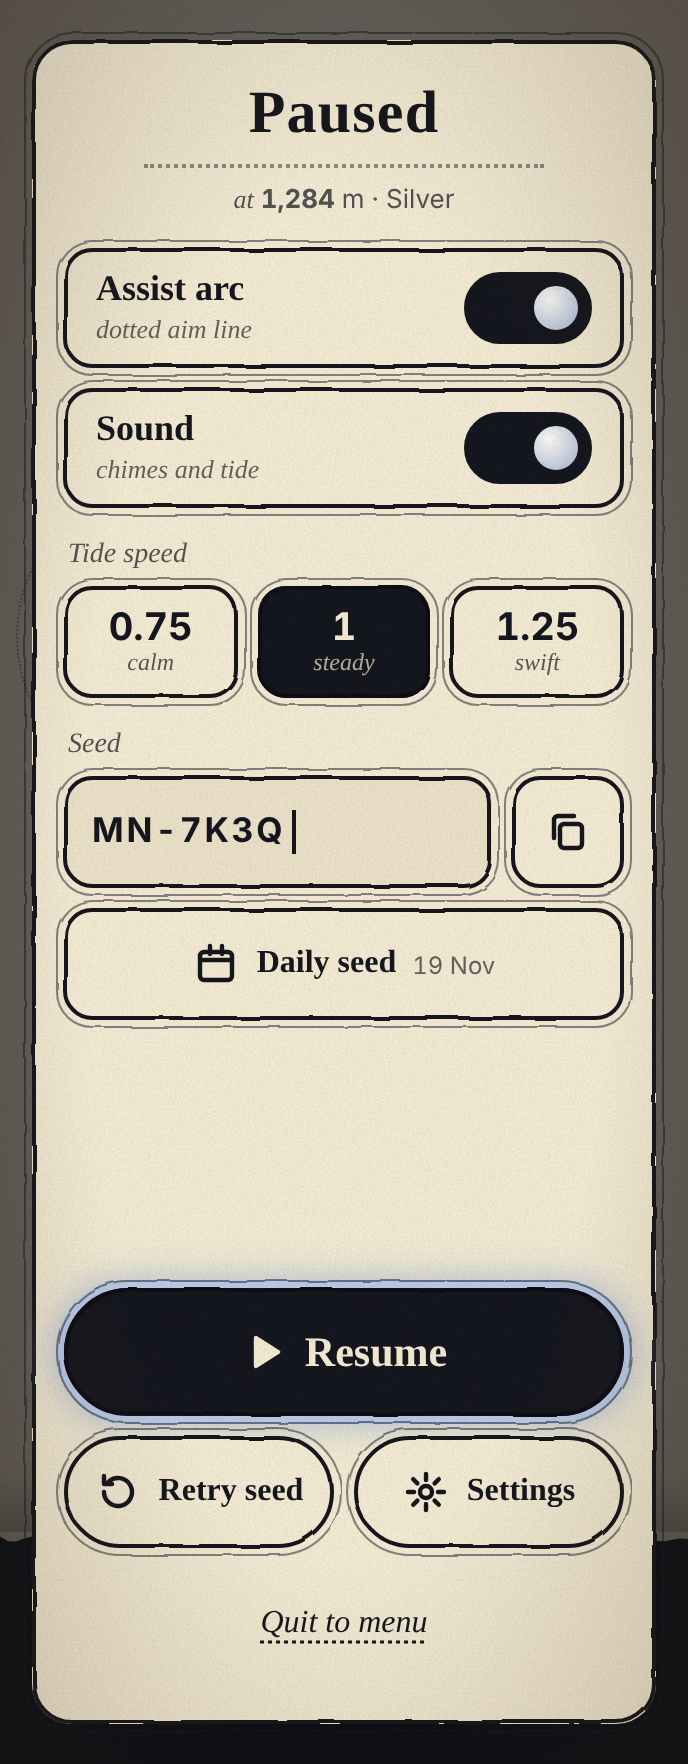 Paused
at 1,284 m · Silver
Assist arc
dotted aim line
Sound
chimes and tide
Tide speed
0.75 1 1.25
calm steady swift
Seed
MN-7K3Q
Daily seed 19 Nov
Resume
Retry seed Settings
Quit to menu